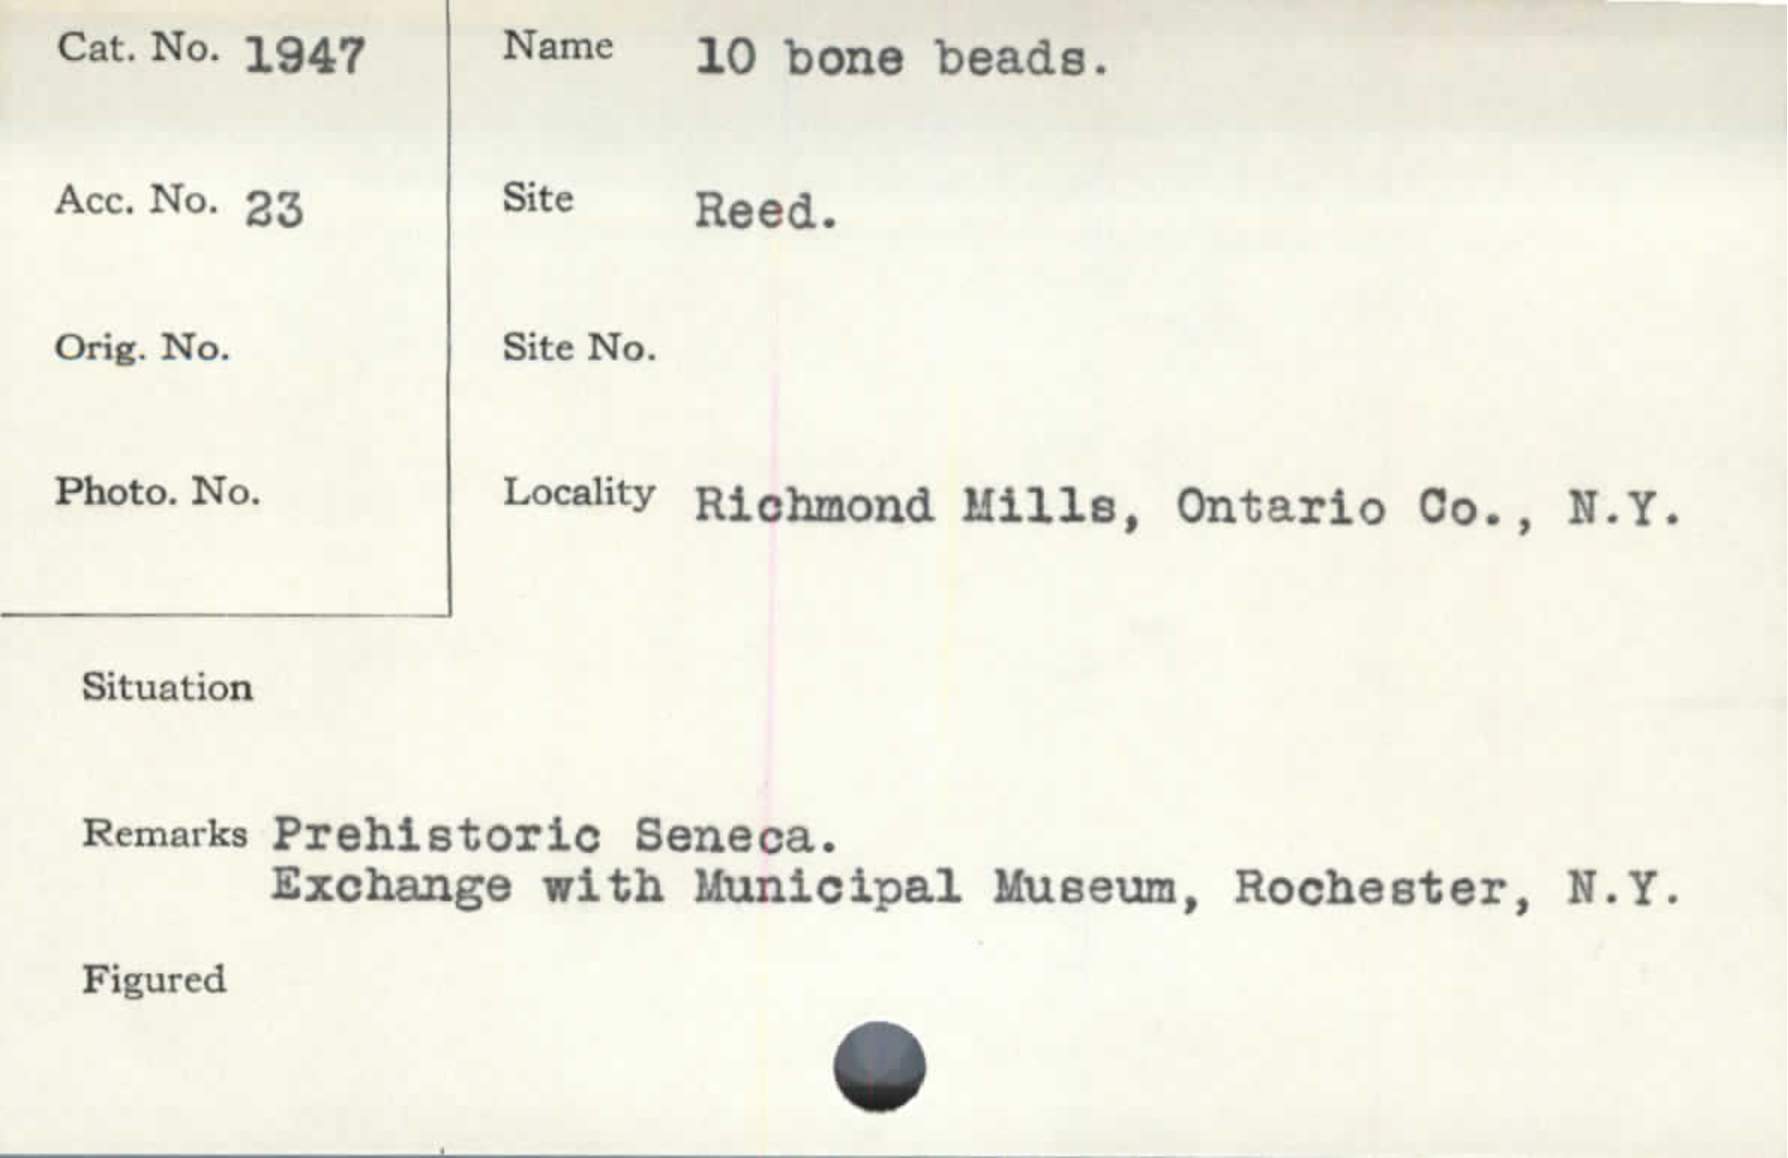 Cat. No. 1947
Name 10 bone beads.
Acc. No. 23
Site Reed.
Orig. No.
Site No.
Photo. No.
Locality Richmond Mills, Ontario Co., N.Y.
Situation
Remarks Prehistoric Seneca.
Exchange with Municipal Museum, Rochester, N.Y.
Figured